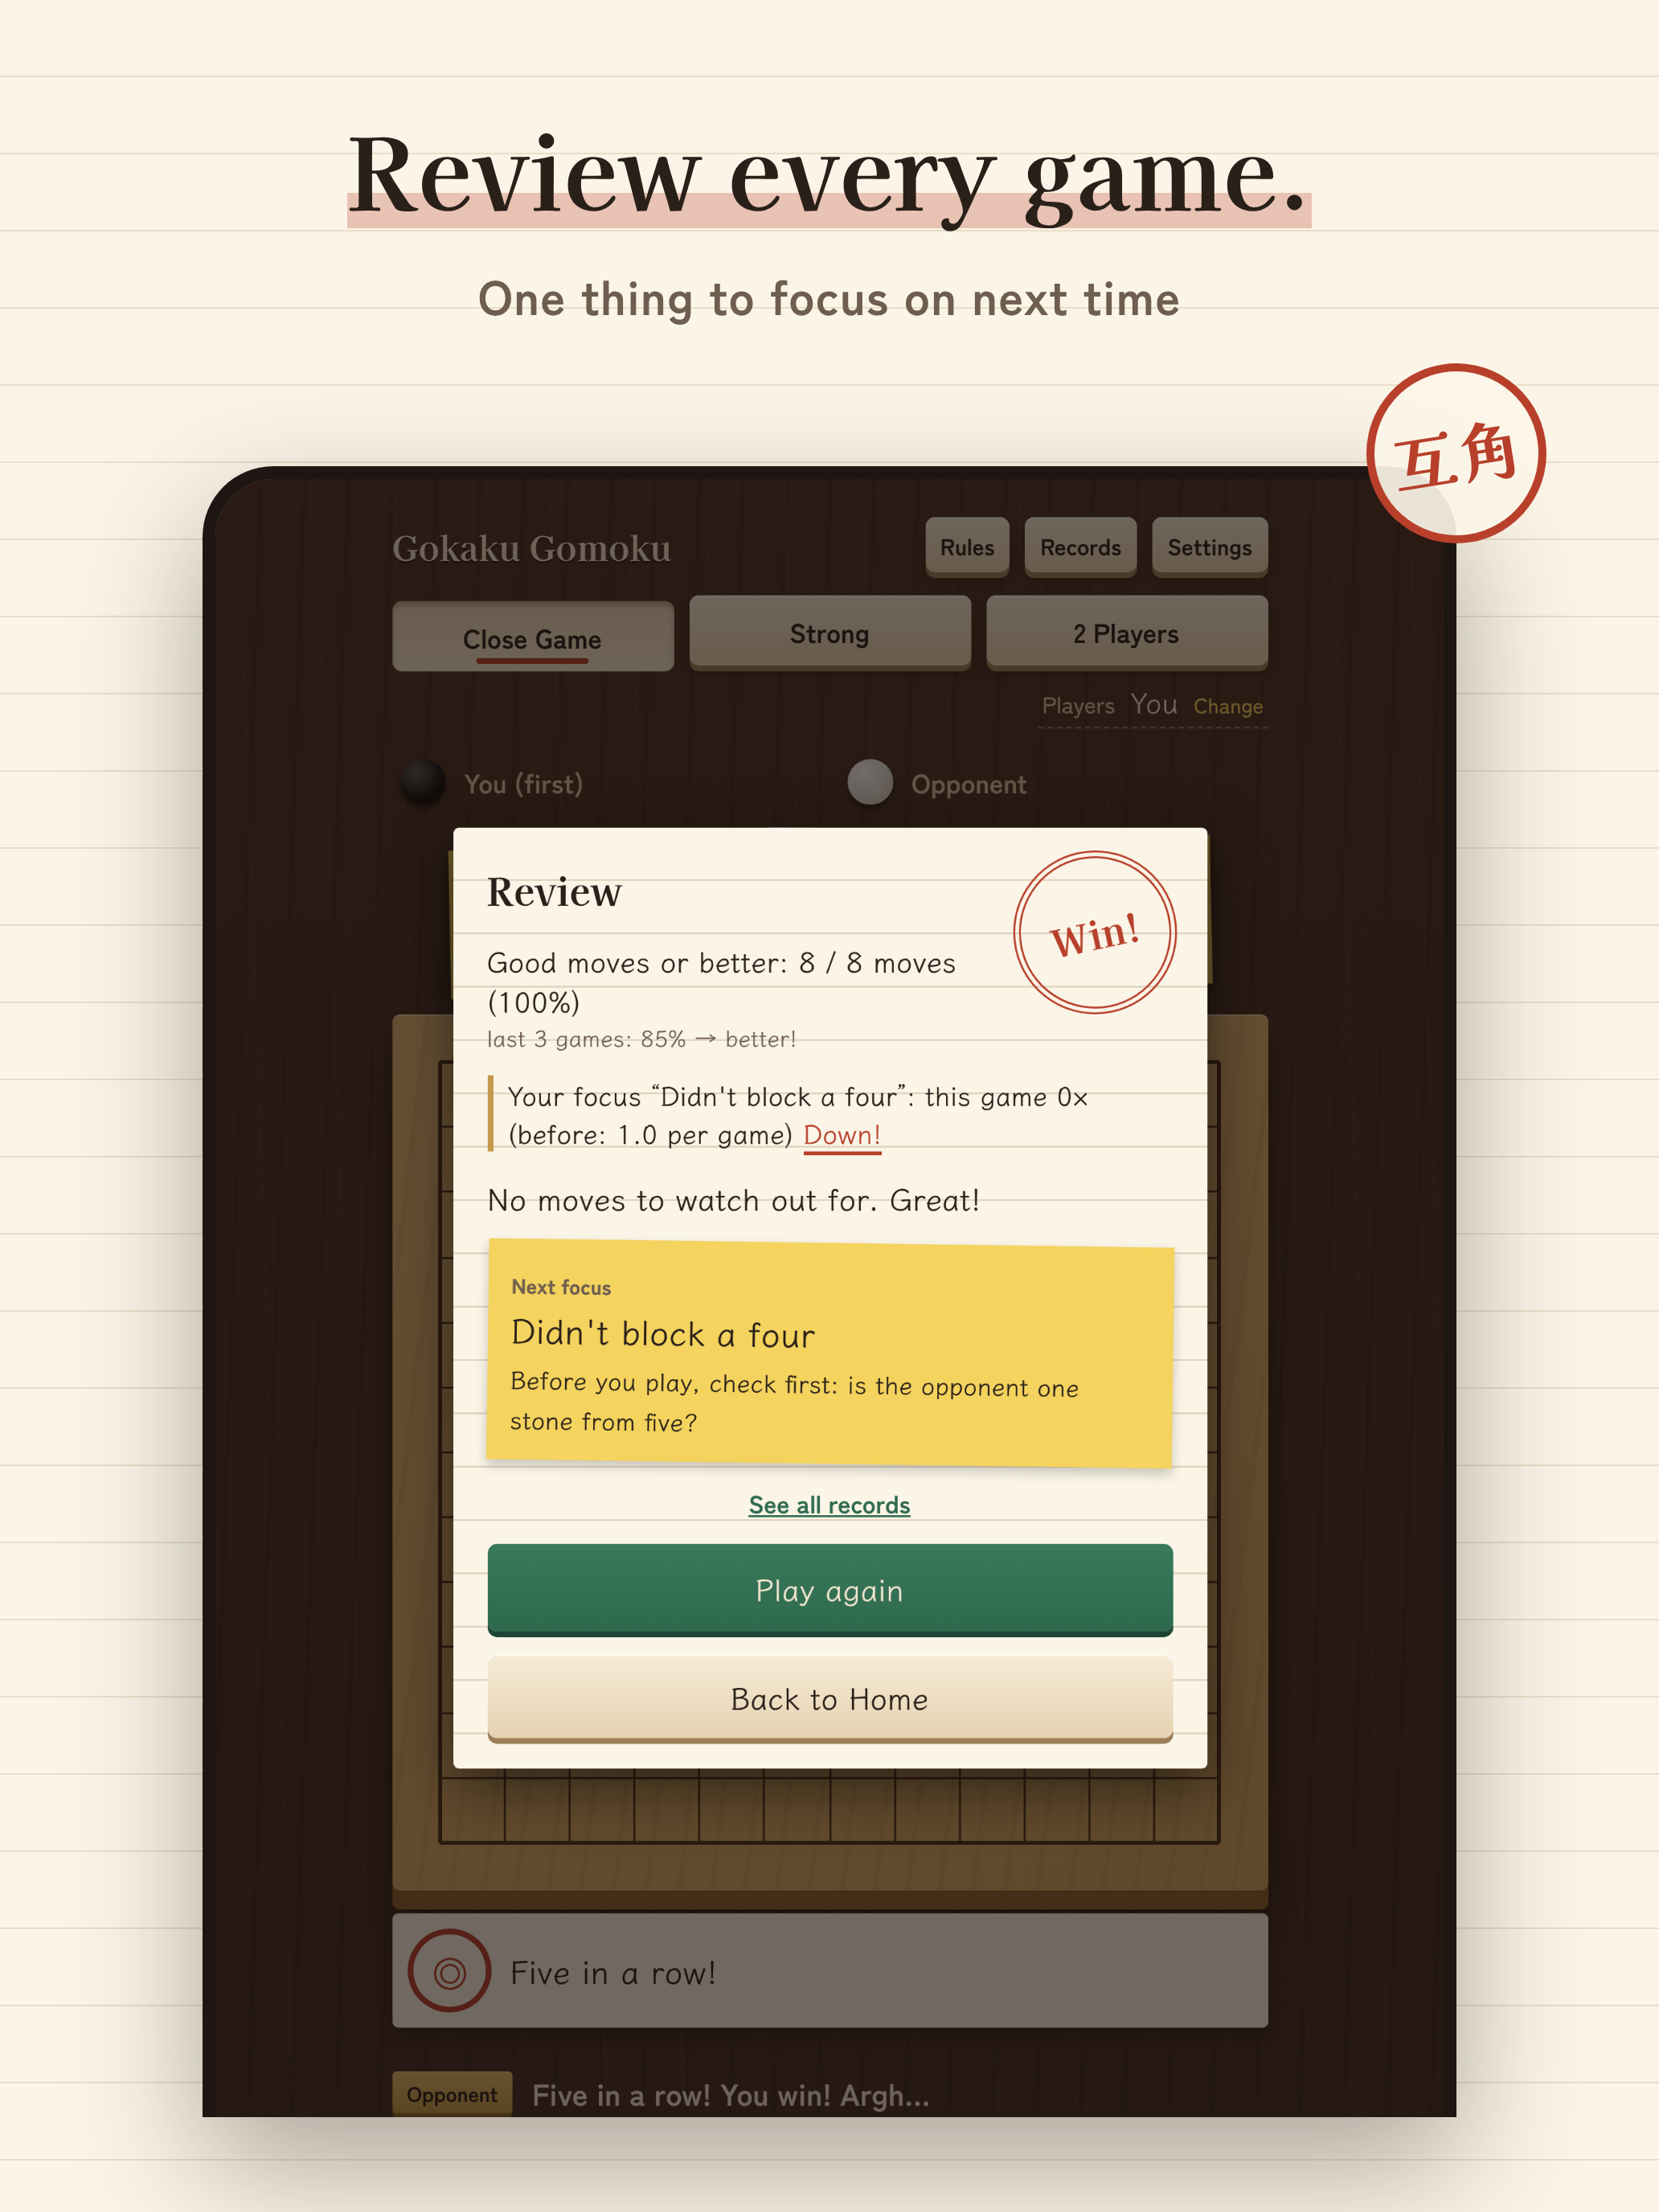 Review every game.
One thing to focus on next time
互角
Gokaku Gomoku
Rules
Records
Settings
Close Game
Strong
2 Players
Players You Change
You (first)
Opponent
Review
Win!
Good moves or better: 8 / 8 moves
(100%)
last 3 games: 85% → better!
Your focus “Didn't block a four”: this game 0×
(before: 1.0 per game) Down!
No moves to watch out for. Great!
Next focus
Didn't block a four
Before you play, check first: is the opponent one
stone from five?
See all records
Play again
Back to Home
◎ Five in a row!
Opponent
Five in a row! You win! Argh…